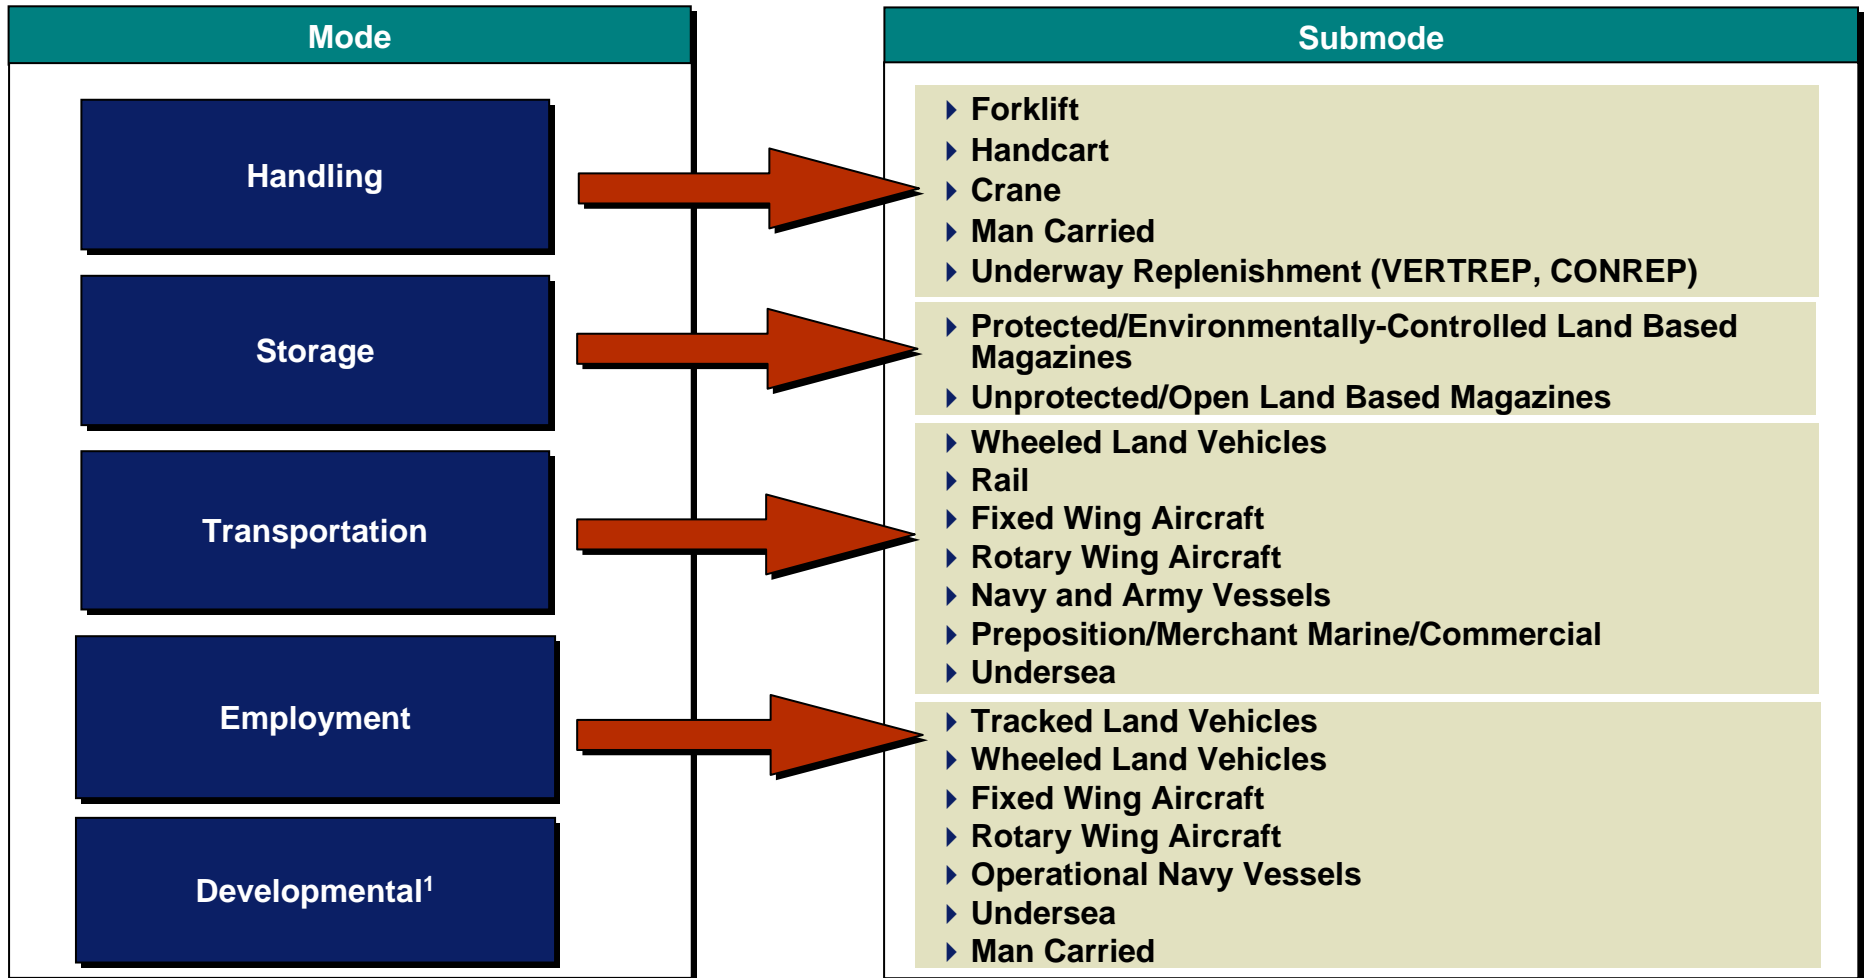 Mode
Handling
Storage
Transportation
Employment
Developmental1
Submode
Forklift
Handcart
Crane
Man Carried
Underway Replenishment (VERTREP, CONREP)
Protected/Environmentally-Controlled Land Based
Magazines
Unprotected/Open Land Based Magazines
Wheeled Land Vehicles
Rail
Fixed Wing Aircraft
Rotary Wing Aircraft
Navy and Army Vessels
Preposition/Merchant Marine/Commercial
Undersea
Tracked Land Vehicles
Wheeled Land Vehicles
Fixed Wing Aircraft
Rotary Wing Aircraft
Operational Navy Vessels
Undersea
Man Carried